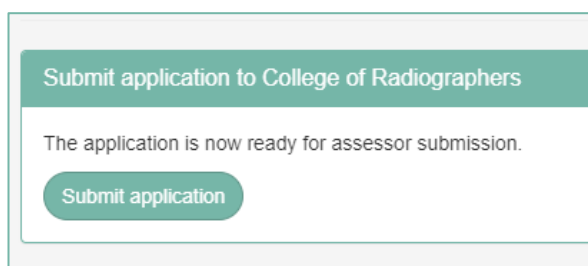 Submit application to College of Radiographers
The application is now ready for assessor submission.
Submit application